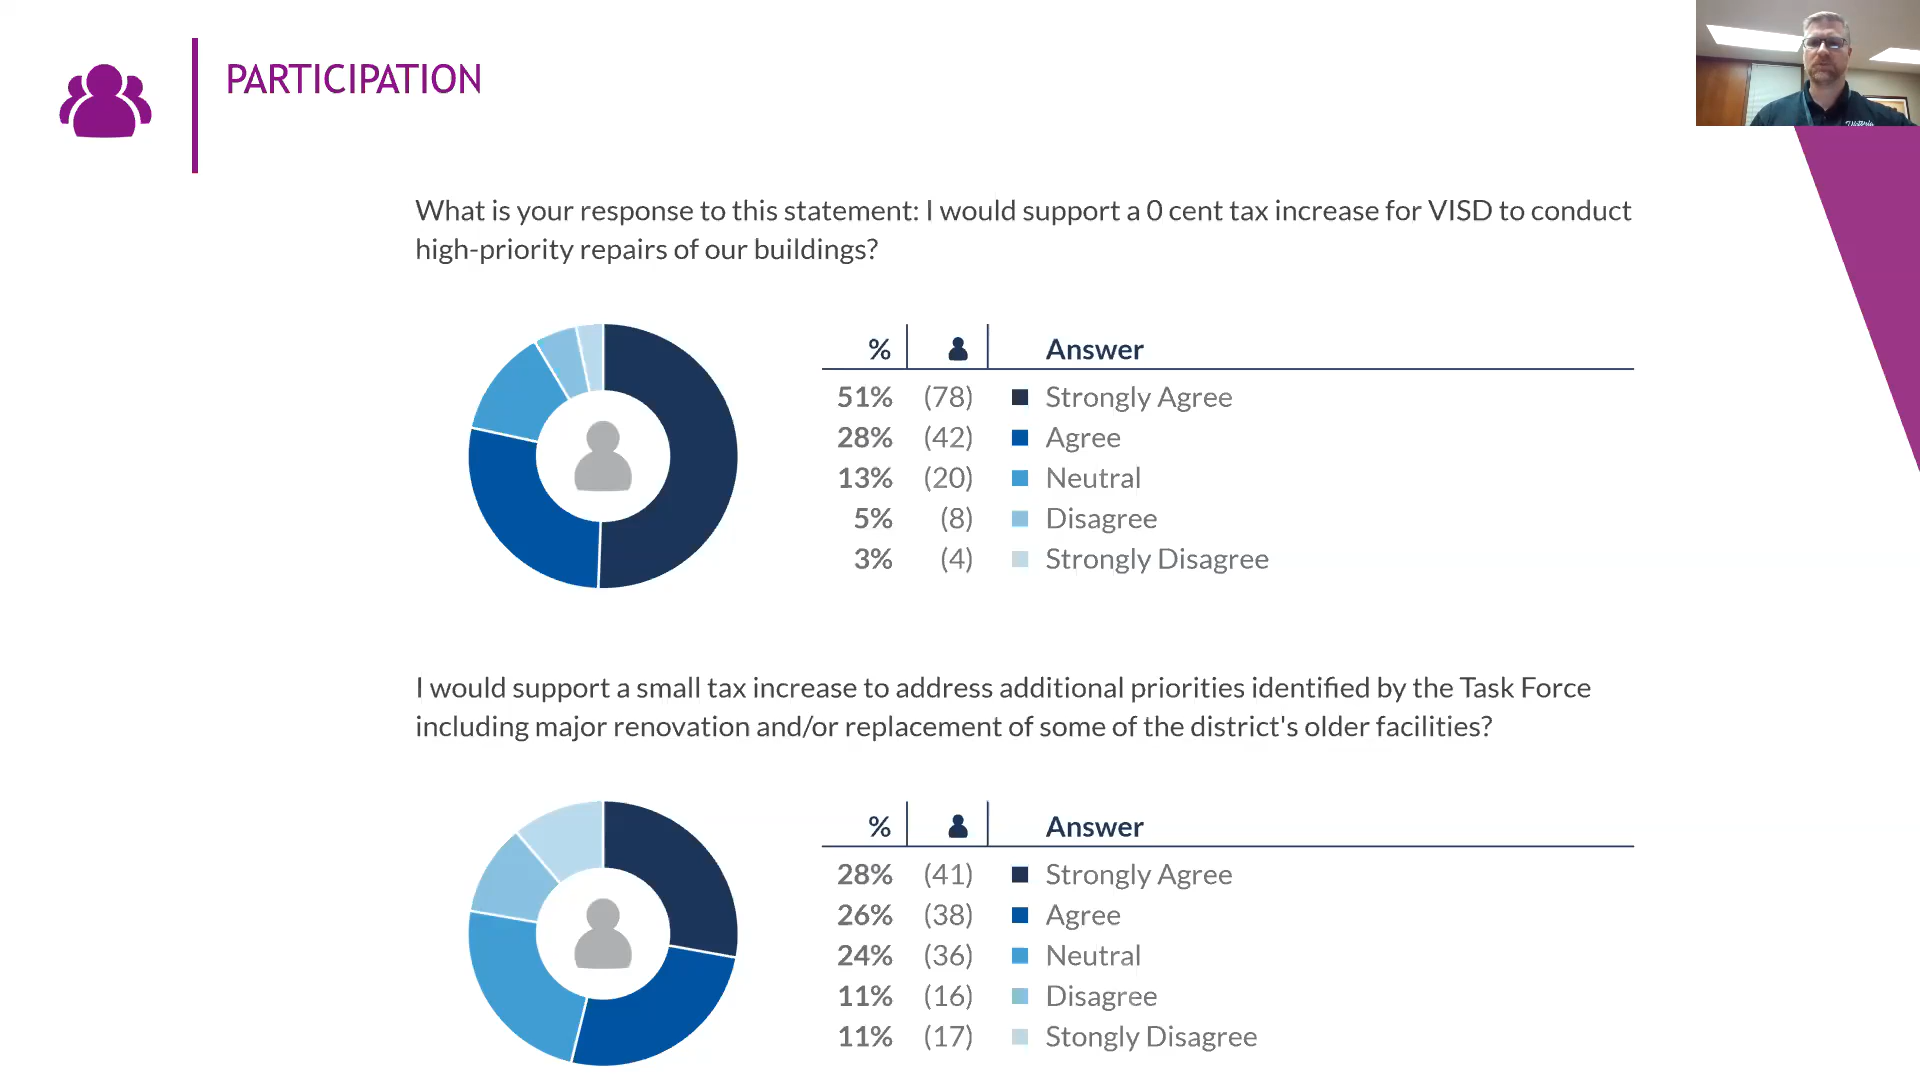 PARTICIPATION
What is your response to this statement: I would support a 0 cent tax increase for VISD to conduct
high-priority repairs of our buildings?
% Answer
51% (78) Strongly Agree
28% (42) Agree
13% (20) Neutral
5% (8) Disagree
3% (4) Strongly Disagree
I would support a small tax increase to address additional priorities identified by the Task Force
including major renovation and/or replacement of some of the district's older facilities?
% Answer
28% (41) Strongly Agree
26% (38) Agree
24% (36) Neutral
11% (16) Disagree
11% (17) Stongly Disagree